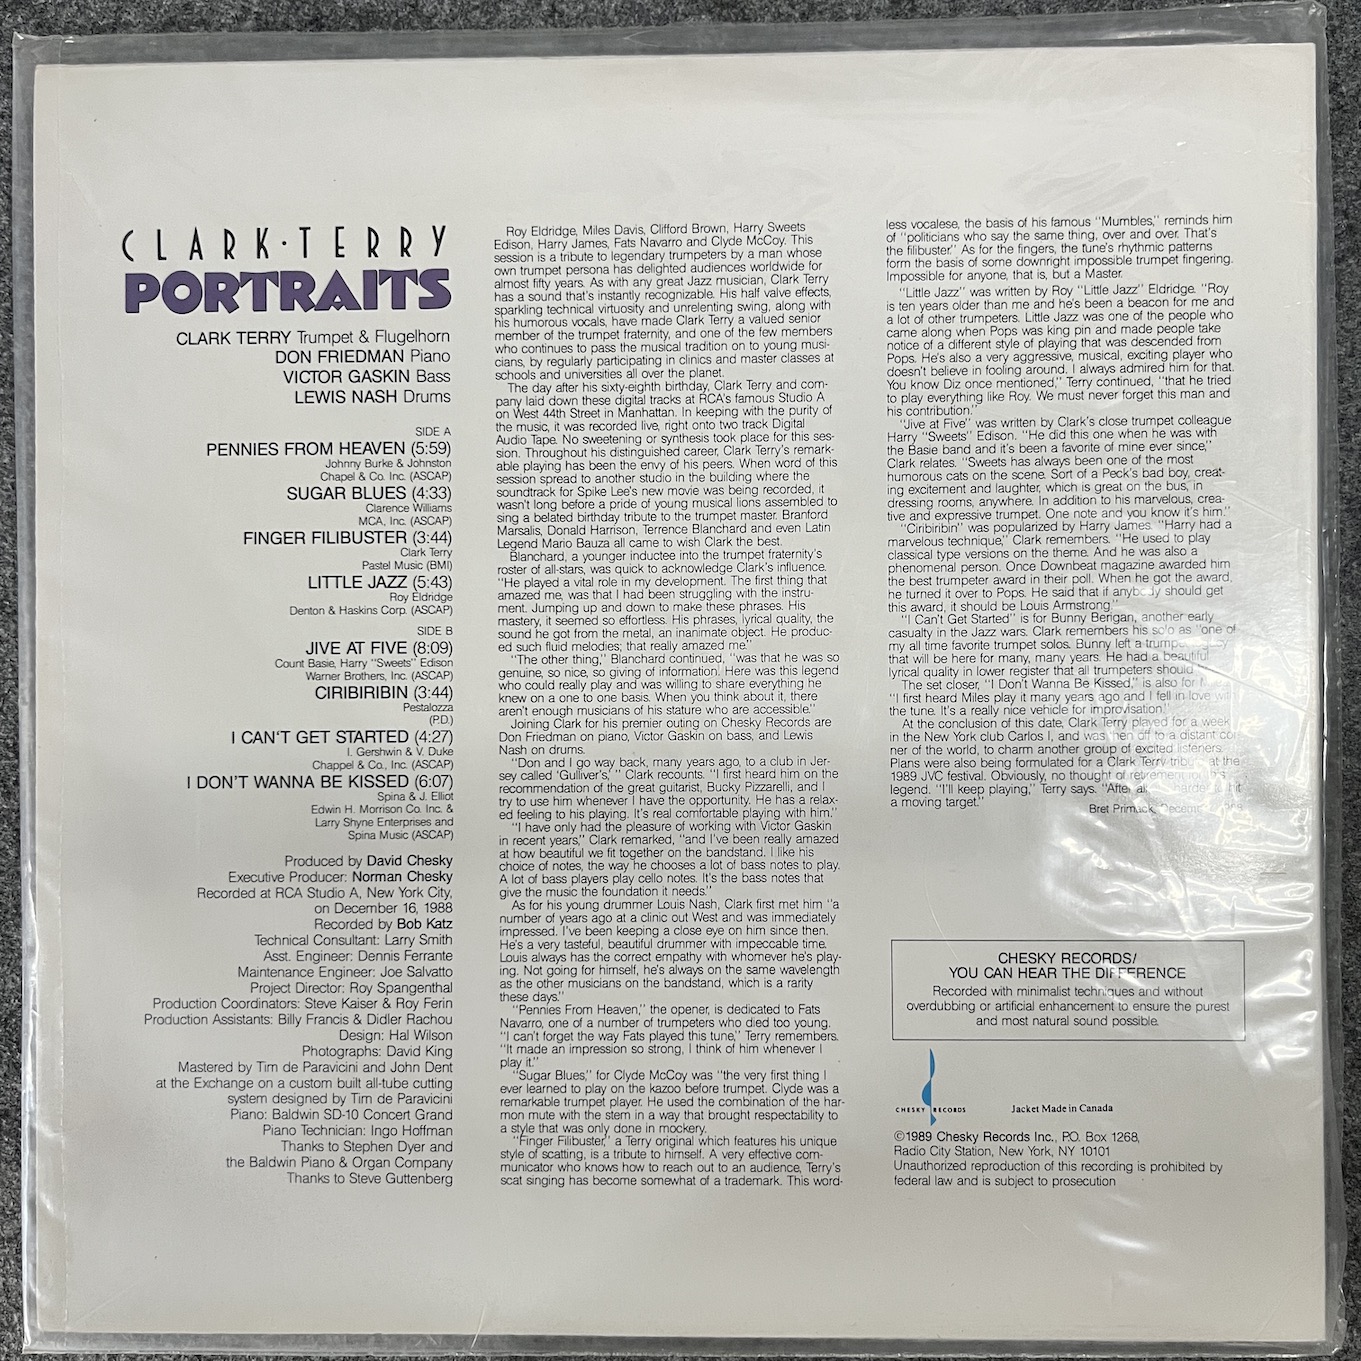 CLARK·TERRY
PORTRAITS
CLARK TERRY Trumpet & Flugelhorn
DON FRIEDMAN Piano
VICTOR GASKIN Bass
LEWIS NASH Drums
SIDE A
PENNIES FROM HEAVEN (5:59)
Johnny Burke & Johnston
Chapel & Co. Inc. (ASCAP)
SUGAR BLUES (4:33)
Clarence Williams
MCA, Inc. (ASCAP)
FINGER FILIBUSTER (3:44)
Clark Terry
Pastel Music (BMI)
LITTLE JAZZ (5:43)
Roy Eldridge
Denton & Haskins Corp. (ASCAP)
SIDE B
JIVE AT FIVE (8:09)
Count Basie, Harry "Sweets" Edison
Warner Brothers, Inc. (ASCAP)
CIRIBIRIBIN (3:44)
Pestalozza
(P.D.)
I CAN'T GET STARTED (4:27)
I. Gershwin & V. Duke
Chappel & Co., Inc. (ASCAP)
I DON'T WANNA BE KISSED (6:07)
Spina & J. Elliot
Edwin H. Morrison Co. Inc. &
Larry Shyne Enterprises and
Spina Music (ASCAP)
Produced by David Chesky
Executive Producer: Norman Chesky
Recorded at RCA Studio A, New York City,
on December 16, 1988
Recorded by Bob Katz
Technical Consultant: Larry Smith
Asst. Engineer: Dennis Ferrante
Maintenance Engineer: Joe Salvatto
Project Director: Roy Spangenthal
Production Coordinators: Steve Kaiser & Roy Ferin
Production Assistants: Billy Francis & Didler Rachou
Design: Hal Wilson
Photographs: David King
Mastered by Tim de Paravicini and John Dent
at the Exchange on a custom built all-tube cutting
system designed by Tim de Paravicini
Piano: Baldwin SD-10 Concert Grand
Piano Technician: Ingo Hoffman
Thanks to Stephen Dyer and
the Baldwin Piano & Organ Company
Thanks to Steve Guttenberg
Roy Eldridge, Miles Davis, Clifford Brown, Harry Sweets
Edison, Harry James, Fats Navarro and Clyde McCoy. This
session is a tribute to legendary trumpeters by a man whose
own trumpet persona has delighted audiences worldwide for
almost fifty years. As with any great Jazz musician, Clark Terry
has a sound that's instantly recognizable. His half valve effects,
sparkling technical virtuosity and unrelenting swing, along with
his humorous vocals, have made Clark Terry a valued senior
member of the trumpet fraternity, and one of the few members
who continues to pass the musical tradition on to young musi-
cians, by regularly participating in clinics and master classes at
schools and universities all over the planet.
The day after his sixty-eighth birthday, Clark Terry and com-
pany laid down these digital tracks at RCA's famous Studio A
on West 44th Street in Manhattan. In keeping with the purity of
the music, it was recorded live, right onto two track Digital
Audio Tape. No sweetening or synthesis took place for this ses-
sion. Throughout his distinguished career, Clark Terry's remark-
able playing has been the envy of his peers. When word of this
session spread to another studio in the building where the
soundtrack for Spike Lee's new movie was being recorded, it
wasn't long before a pride of young musical lions assembled to
sing a belated birthday tribute to the trumpet master. Branford
Marsalis, Donald Harrison, Terrence Blanchard and even Latin
Legend Mario Bauza all came to wish Clark the best.
Blanchard, a younger inductee into the trumpet fraternity's
roster of all-stars, was quick to acknowledge Clark's influence.
"He played a vital role in my development. The first thing that
amazed me, was that I had been struggling with the instru-
ment. Jumping up and down to make these phrases. His
mastery, it seemed so effortless. His phrases, lyrical quality, the
sound he got from the metal, an inanimate object. He produc-
ed such fluid melodies; that really amazed me."
"The other thing," Blanchard continued, "was that he was so
genuine, so nice, so giving of information. Here was this legend
who could really play and was willing to share everything he
knew on a one to one basis. When you think about it, there
aren't enough musicians of his stature who are accessible."
Joining Clark for his premier outing on Chesky Records are
Don Friedman on piano, Victor Gaskin on bass, and Lewis
Nash on drums.
"Don and I go way back, many years ago, to a club in Jer-
sey called 'Gulliver's,' " Clark recounts. "I first heard him on the
recommendation of the great guitarist, Bucky Pizzarelli, and I
try to use him whenever I have the opportunity. He has a relax-
ed feeling to his playing. It's real comfortable playing with him."
"I have only had the pleasure of working with Victor Gaskin
in recent years," Clark remarked, "and I've been really amazed
at how beautiful we fit together on the bandstand. I like his
choice of notes, the way he chooses a lot of bass notes to play.
A lot of bass players play cello notes. It's the bass notes that
give the music the foundation it needs."
As for his young drummer Louis Nash, Clark first met him "a
number of years ago at a clinic out West and was immediately
impressed. I've been keeping a close eye on him since then.
He's a very tasteful, beautiful drummer with impeccable time.
Louis always has the correct empathy with whomever he's play-
ing. Not going for himself, he's always on the same wavelength
as the other musicians on the bandstand, which is a rarity
these days."
"Pennies From Heaven," the opener, is dedicated to Fats
Navarro, one of a number of trumpeters who died too young.
"I can't forget the way Fats played this tune," Terry remembers.
"It made an impression so strong, I think of him whenever I
play it."
"Sugar Blues," for Clyde McCoy was "the very first thing I
ever learned to play on the kazoo before trumpet. Clyde was a
remarkable trumpet player. He used the combination of the har-
mon mute with the stem in a way that brought respectability to
a style that was only done in mockery.
"Finger Filibuster," a Terry original which features his unique
style of scatting, is a tribute to himself. A very effective com-
municator who knows how to reach out to an audience, Terry's
scat singing has become somewhat of a trademark. This word-
less vocalese, the basis of his famous "Mumbles," reminds him
of "politicians who say the same thing, over and over. That's
the filibuster." As for the fingers, the tune's rhythmic patterns
form the basis of some downright impossible trumpet fingering.
Impossible for anyone, that is, but a Master.
"Little Jazz" was written by Roy "Little Jazz" Eldridge. "Roy
is ten years older than me and he's been a beacon for me and
a lot of other trumpeters. Little Jazz was one of the people who
came along when Pops was king pin and made people take
notice of a different style of playing that was descended from
Pops. He's also a very aggressive, musical, exciting player who
doesn't believe in fooling around. I always admired him for that.
You know Diz once mentioned," Terry continued, "that he tried
to play everything like Roy. We must never forget this man and
his contribution."
"Jive at Five" was written by Clark's close trumpet colleague
Harry "Sweets" Edison. "He did this one when he was with
the Basie band and it's been a favorite of mine ever since,"
Clark relates. "Sweets has always been one of the most
humorous cats on the scene. Sort of a Peck's bad boy, creat-
ing excitement and laughter, which is great on the bus, in
dressing rooms, anywhere. In addition to his marvelous, crea-
tive and expressive trumpet. One note and you know it's him."
"Ciribiribin" was popularized by Harry James. "Harry had a
marvelous technique," Clark remembers. "He used to play
classical type versions on the theme. And he was also a
phenomenal person. Once Downbeat magazine awarded him
the best trumpeter award in their poll. When he got the award,
he turned it over to Pops. He said that if anybody should get
this award, it should be Louis Armstrong."
"I Can't Get Started" is for Bunny Berigan, another early
casualty in the Jazz wars. Clark remembers his solo as "one of
my all time favorite trumpet solos. Bunny left a trumpet
that will be here for many, many years. He had a beautiful
lyrical quality in lower register that all trumpeters should
The set closer, "I Don't Wanna Be Kissed," is also for
"I first heard Miles play it many years ago and I fell in love with
the tune. It's a really nice vehicle for improvisation."
At the conclusion of this date, Clark Terry played for a week
in the New York club Carlos I, and was then off to a distant cor-
ner of the world, to charm another group of excited listeners.
Plans were also being formulated for a Clark Terry tribute at the
1989 JVC festival. Obviously, no thought of retirement for this
legend. "I'll keep playing," Terry says. "After all, harder to hit
a moving target."
Bret Primack, December
CHESKY RECORDS/
YOU CAN HEAR THE DIFFERENCE
Recorded with minimalist techniques and without
overdubbing or artificial enhancement to ensure the purest
and most natural sound possible.
CHESKY RECORDS
Jacket Made in Canada
©1989 Chesky Records Inc., P.O. Box 1268,
Radio City Station, New York, NY 10101
Unauthorized reproduction of this recording is prohibited by
federal law and is subject to prosecution